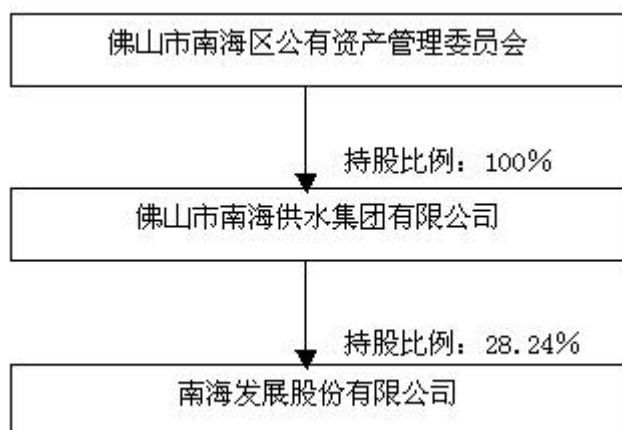 佛山市南海区公有资产管理委员会
持股比例：100%
佛山市南海供水集团有限公司
持股比例：28.24%
南海发展股份有限公司